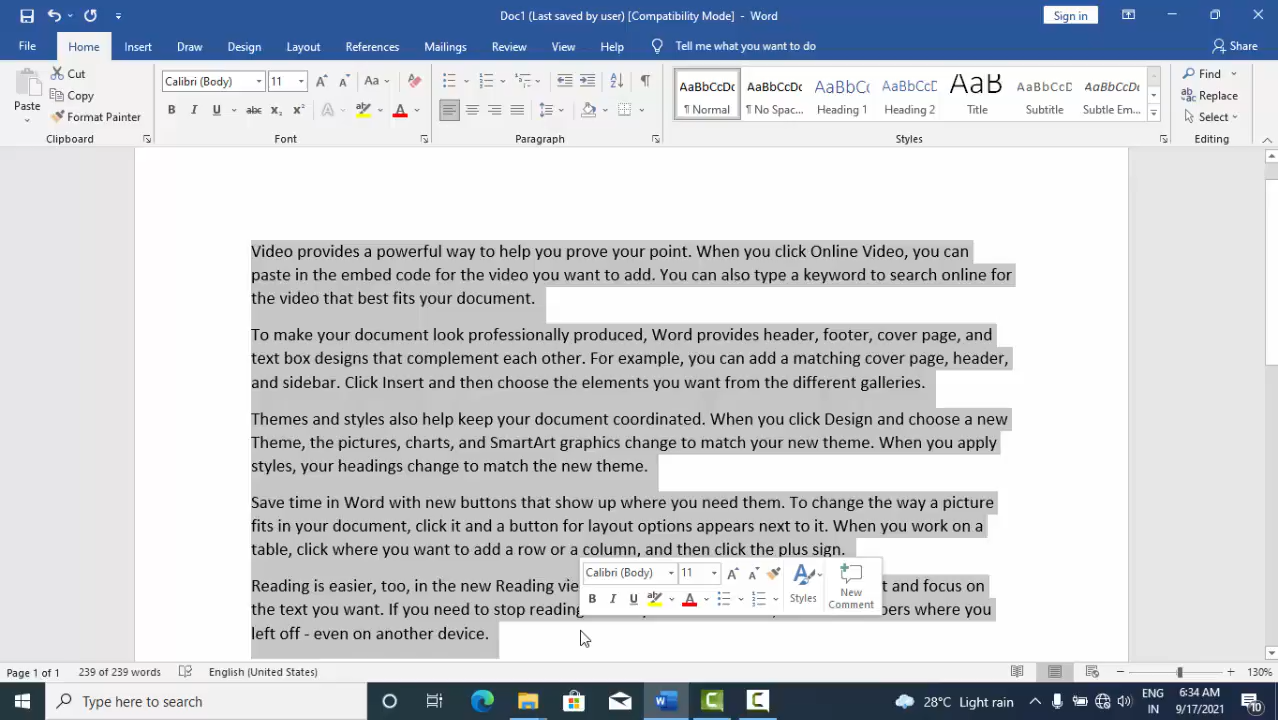 Doc1 (Last saved by user) [Compatibility Mode] - Word
Sign in
File Home Insert Draw Design Layout References Mailings Review View Help Tell me what you want to do Share
Paste
Cut
Copy
Format Painter
Clipboard
Calibri (Body) 11
Font
Paragraph
AaBbCcDc AaBbCcDc AaBbCc AaBbCcD AaB AaBbCcD AaBbCcDc
¶ Normal ¶ No Spac... Heading 1 Heading 2 Title Subtitle Subtle Em...
Styles
Find
Replace
Select
Editing
Video provides a powerful way to help you prove your point. When you click Online Video, you can
paste in the embed code for the video you want to add. You can also type a keyword to search online for
the video that best fits your document.
To make your document look professionally produced, Word provides header, footer, cover page, and
text box designs that complement each other. For example, you can add a matching cover page, header,
and sidebar. Click Insert and then choose the elements you want from the different galleries.
Themes and styles also help keep your document coordinated. When you click Design and choose a new
Theme, the pictures, charts, and SmartArt graphics change to match your new theme. When you apply
styles, your headings change to match the new theme.
Save time in Word with new buttons that show up where you need them. To change the way a picture
fits in your document, click it and a button for layout options appears next to it. When you work on a
table, click where you want to add a row or a column, and then click the plus sign.
Reading is easier, too, in the new Reading t and focus on
the text you want. If you need to stop reading where you
left off - even on another device.
Calibri (Body) 11
Styles
New
Comment
Page 1 of 1 239 of 239 words English (United States) 130%
Type here to search
28°C Light rain
ENG
IN
6:34 AM
9/17/2021
10